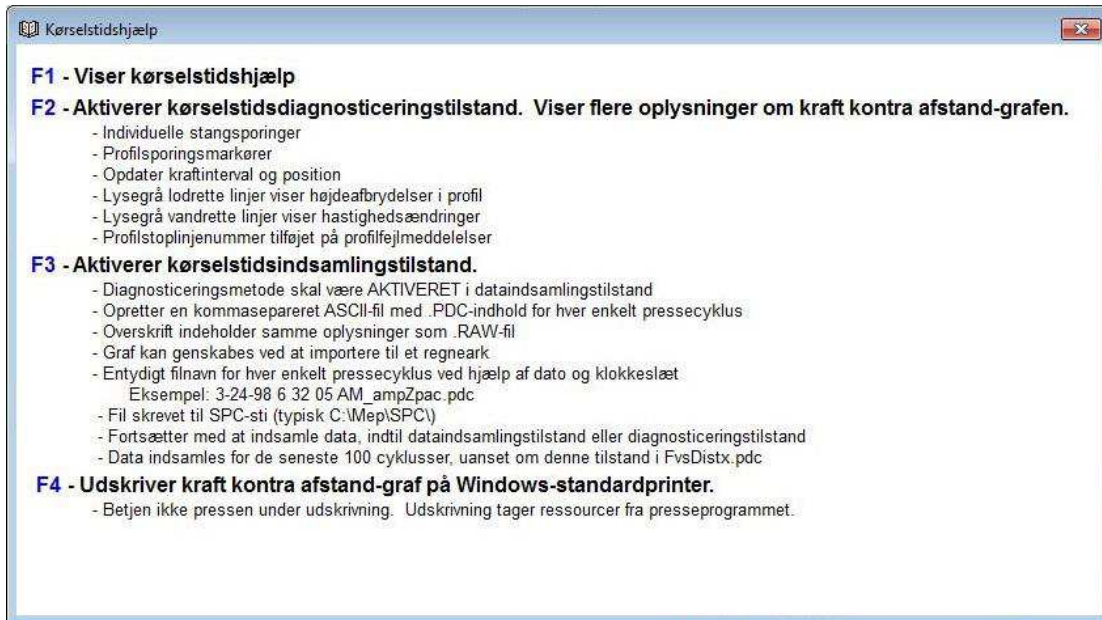 Kørselstidshjælp
F1 - Viser kørselstidshjælp
F2 - Aktiverer kørselstidsdiagnosticeringstilstand. Viser flere oplysninger om kraft kontra afstand-grafen.
- Individuelle stangsporinger
- Profilsporingsmarkører
- Opdater kraftinterval og position
- Lysegrå lodrette linjer viser højdeafbrydelser i profil
- Lysegrå vandrette linjer viser hastighedsændringer
- Profilstoplinjenummer tilføjet på profilfejlmeddelelser
F3 - Aktiverer kørselstidsindsamlingstilstand.
- Diagnosticeringsmetode skal være AKTIVERET i dataindsamlingstilstand
- Opretter en kommasepareret ASCII-fil med .PDC-indhold for hver enkelt pressecyklus
- Overskrift indeholder samme oplysninger som .RAW-fil
- Graf kan genskabes ved at importere til et regneark
- Entydigt filnavn for hver enkelt pressecyklus ved hjælp af dato og klokkeslæt
Eksempel: 3-24-98 6 32 05 AM_ampZpac.pdc
- Fil skrevet til SPC-sti (typisk C:\Mep\SPC\)
- Fortsætter med at indsamle data, indtil dataindsamlingstilstand eller diagnosticeringstilstand
- Data indsamles for de seneste 100 cyklusser, uanset om denne tilstand i FvsDistx.pdc
F4 - Udskriver kraft kontra afstand-graf på Windows-standardprinter.
- Betjen ikke pressen under udskrivning. Udskrivning tager ressourcer fra presseprogrammet.